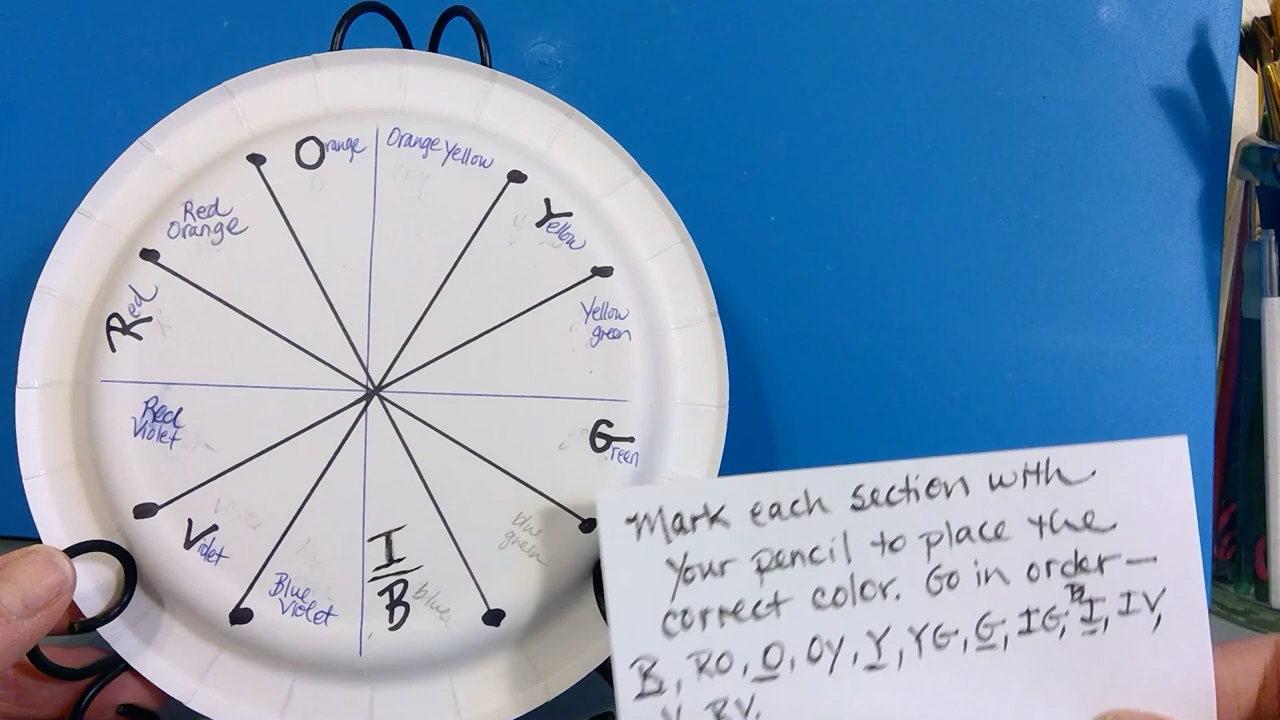 Orange
Orange Yellow
Yellow
Yellow
green
Green
blue
green
I
B blue
Blue
Violet
Violet
Red
Violet
Red
Red
Orange
Mark each section with
your pencil to place the
correct color. Go in order—
R, RO, O, OY, Y, YG, G, IG, B I, IV,
V, RV.